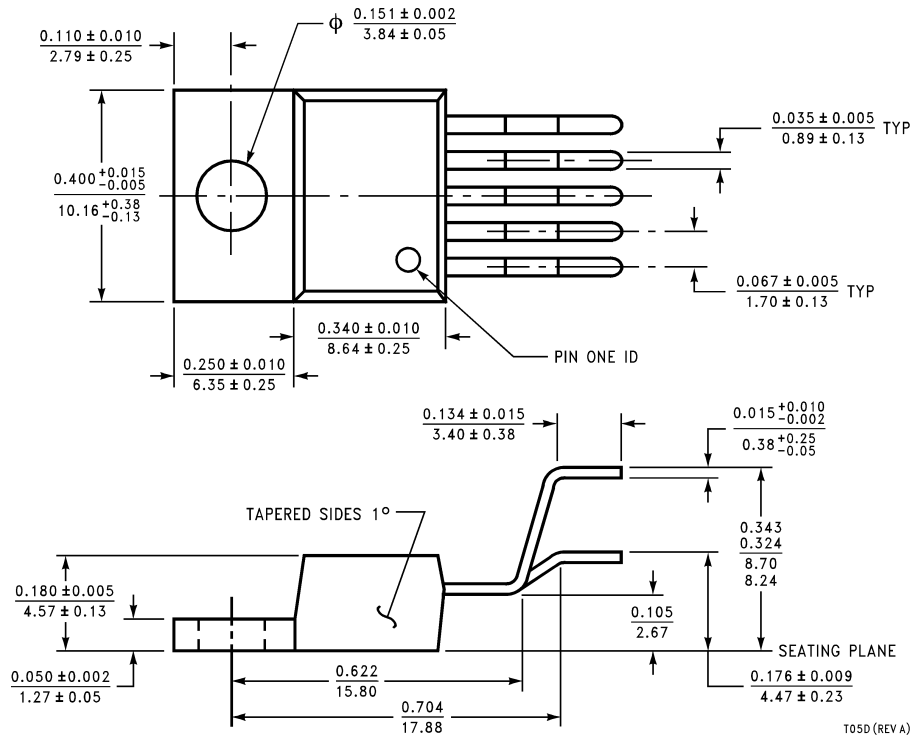 ϕ 0.151 ± 0.002
3.84 ± 0.05
0.110 ± 0.010
2.79 ± 0.25
0.035 ± 0.005 TYP
0.89 ± 0.13
0.400 +0.015 -0.005
10.16 +0.38 -0.13
0.067 ± 0.005 TYP
1.70 ± 0.13
0.340 ± 0.010
8.64 ± 0.25
PIN ONE ID
0.250 ± 0.010
6.35 ± 0.25
0.134 ± 0.015
3.40 ± 0.38
0.015 +0.010 -0.002
0.38 +0.25 -0.05
TAPERED SIDES 1°
0.343
0.324
8.70
8.24
0.180 ± 0.005
4.57 ± 0.13
0.105
2.67
SEATING PLANE
0.050 ± 0.002
1.27 ± 0.05
0.622
15.80
0.176 ± 0.009
4.47 ± 0.23
0.704
17.88
T05D (REV A)